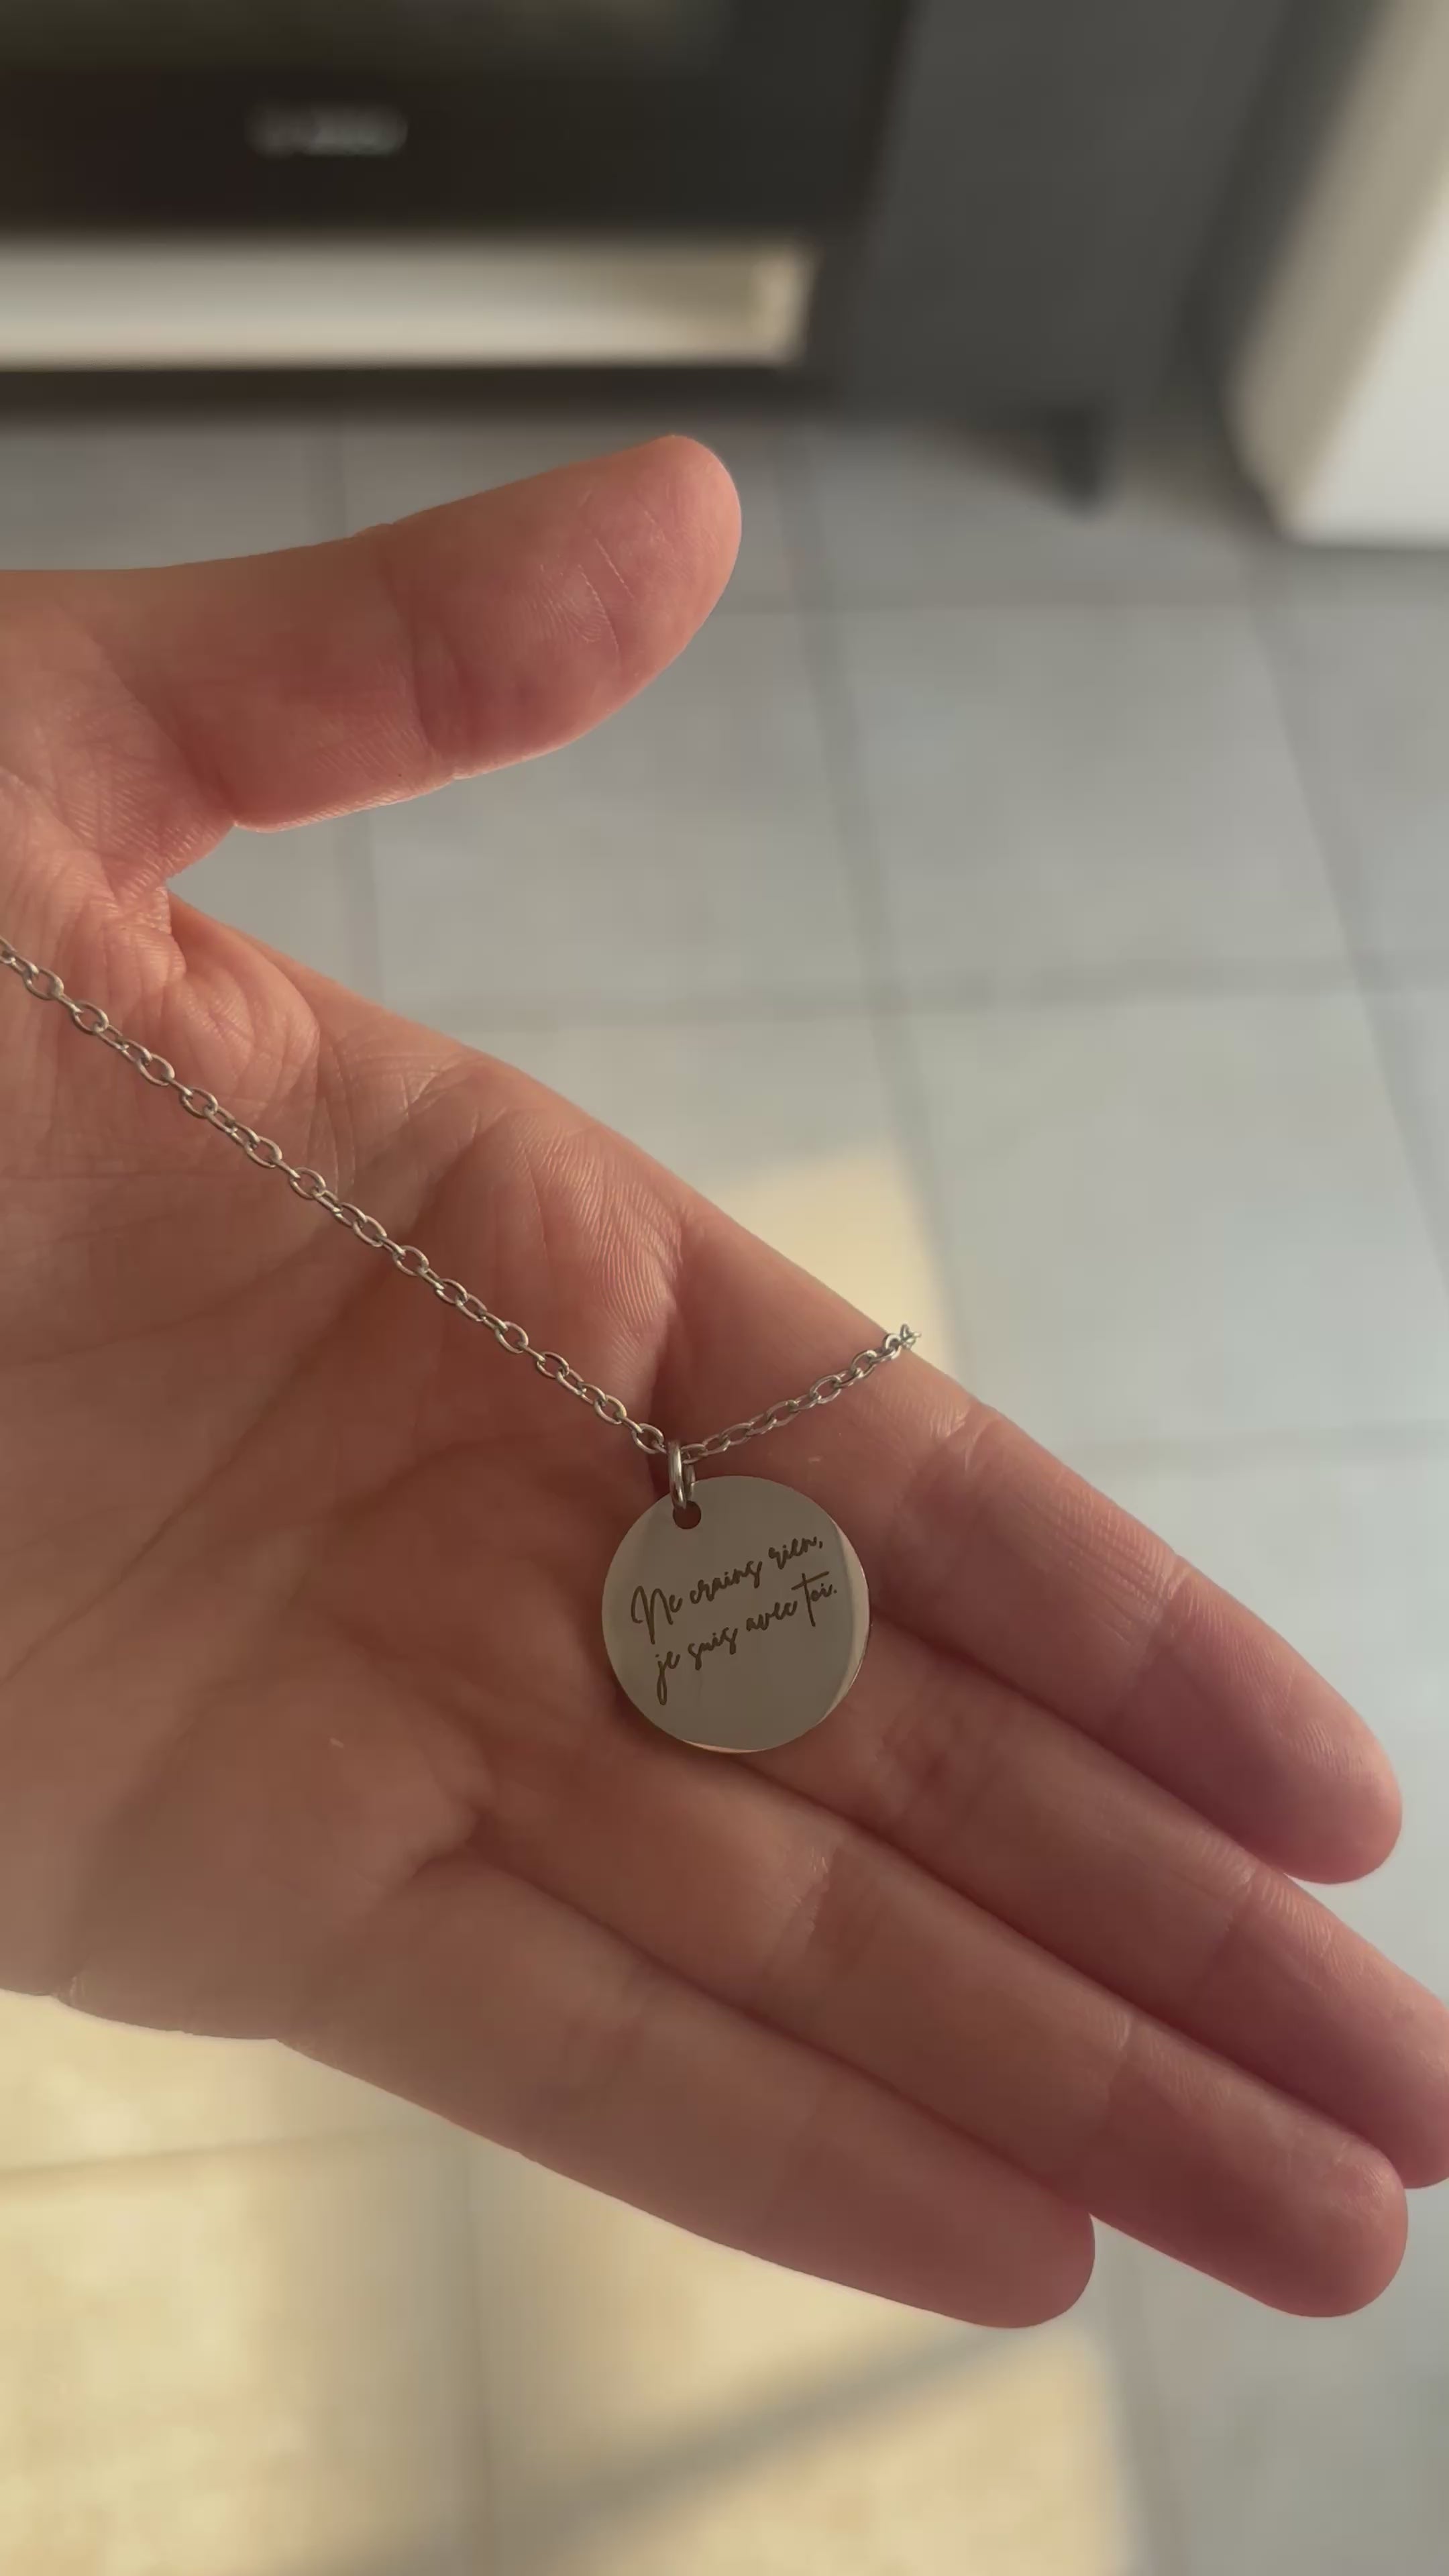 Ne crains rien,
je suis avec toi.